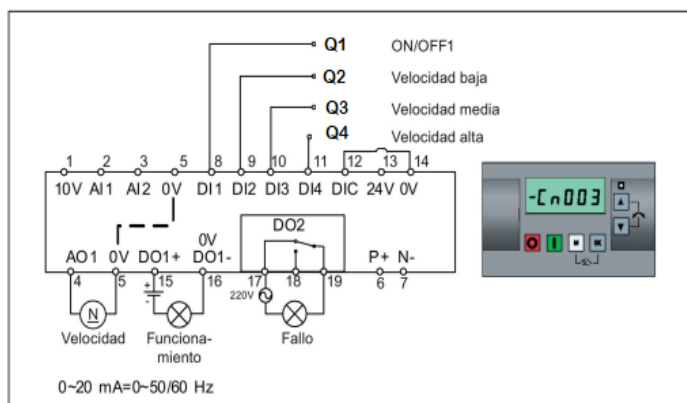 Q1 ON/OFF1
Q2 Velocidad baja
Q3 Velocidad media
Q4 Velocidad alta
1 2 3 5 8 9 10 11 12 13 14
10V AI1 AI2 0V DI1 DI2 DI3 DI4 DIC 24V 0V
-Cn003
DO2
0V
AO1 0V DO1+ DO1- P+ N-
4 5 15 16 17 18 19 6 7
+
-
220V
N
M OK
Velocidad Funciona-
miento
Fallo
0~20 mA=0~50/60 Hz